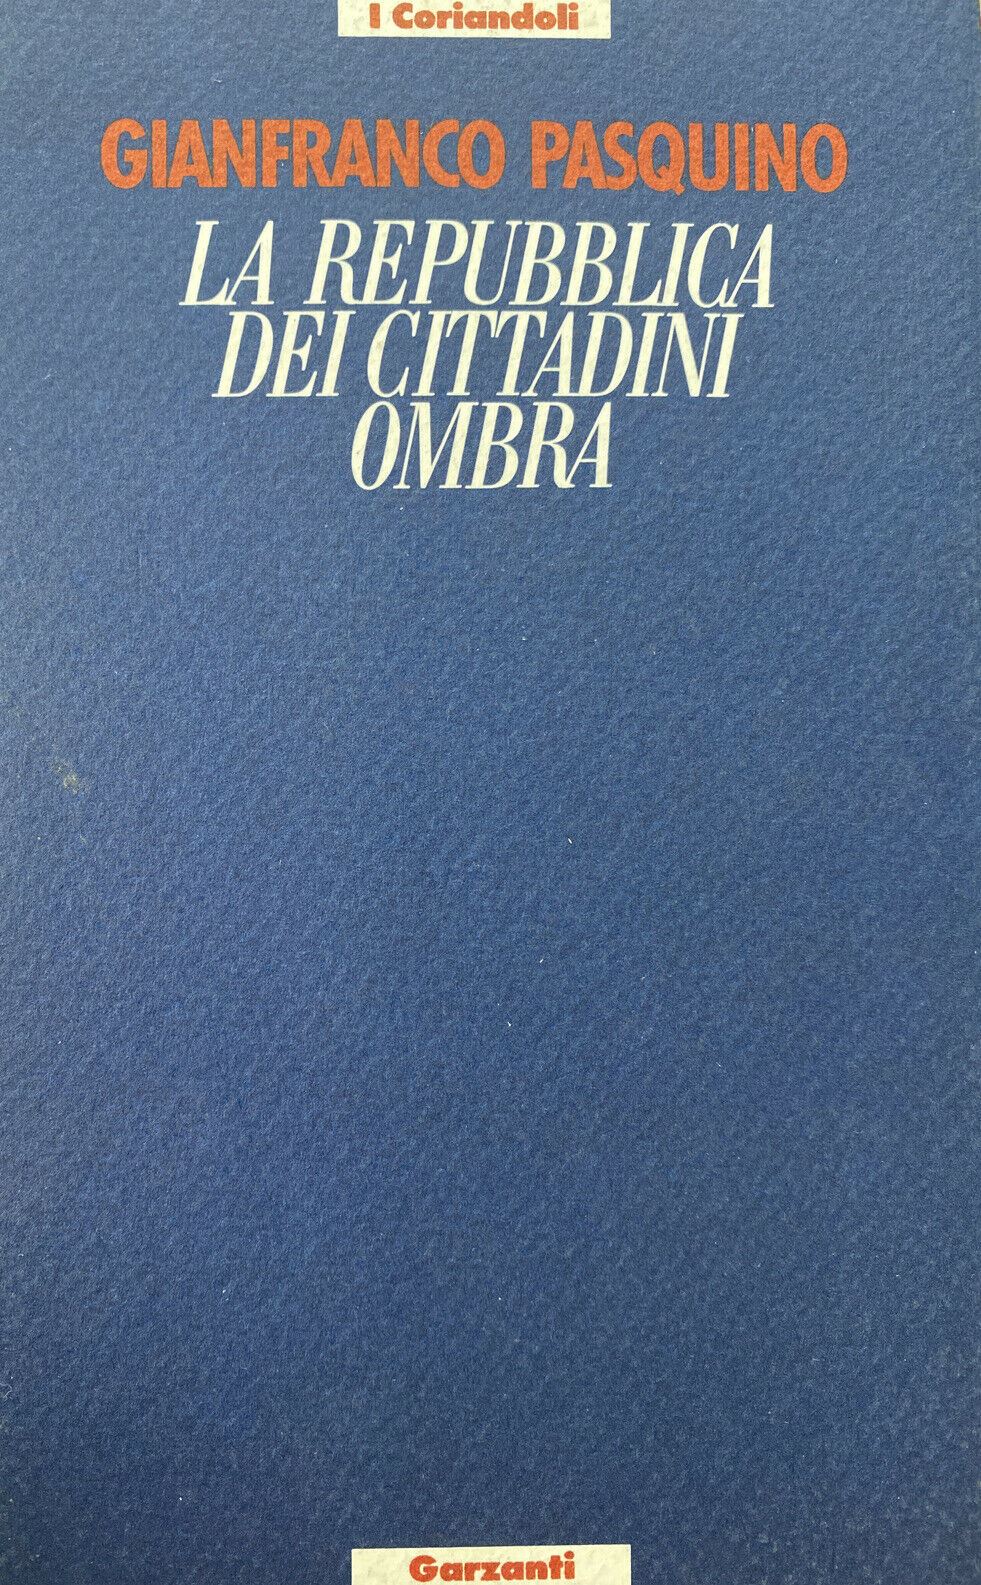 I Coriandoli
GIANFRANCO PASQUINO
LA REPUBBLICA
DEI CITTADINI
OMBRA
Garzanti